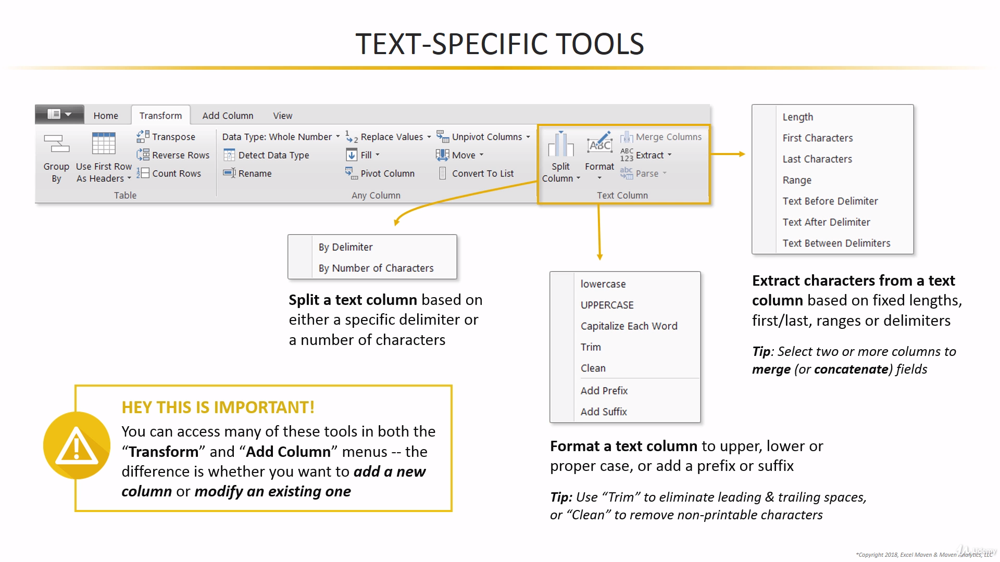 TEXT-SPECIFIC TOOLS
Home
Transform
Add Column
View
Group
By
Use First Row
As Headers
Transpose
Reverse Rows
Count Rows
Table
Data Type: Whole Number
Detect Data Type
Rename
1
2
Replace Values
Fill
Pivot Column
Unpivot Columns
Move
Convert To List
Any Column
Split
Column
ABC
Format
Merge Columns
ABC
123
Extract
abc
Parse
Text Column
By Delimiter
By Number of Characters
Split a text column based on
either a specific delimiter or
a number of characters
lowercase
UPPERCASE
Capitalize Each Word
Trim
Clean
Add Prefix
Add Suffix
Format a text column to upper, lower or
proper case, or add a prefix or suffix
Tip: Use “Trim” to eliminate leading & trailing spaces,
or “Clean” to remove non-printable characters
Length
First Characters
Last Characters
Range
Text Before Delimiter
Text After Delimiter
Text Between Delimiters
Extract characters from a text
column based on fixed lengths,
first/last, ranges or delimiters
Tip: Select two or more columns to
merge (or concatenate) fields
HEY THIS IS IMPORTANT!
You can access many of these tools in both the
“Transform” and “Add Column” menus -- the
difference is whether you want to add a new
column or modify an existing one
*Copyright 2018, Excel Maven & Maven Analytics, LLC
Udemy